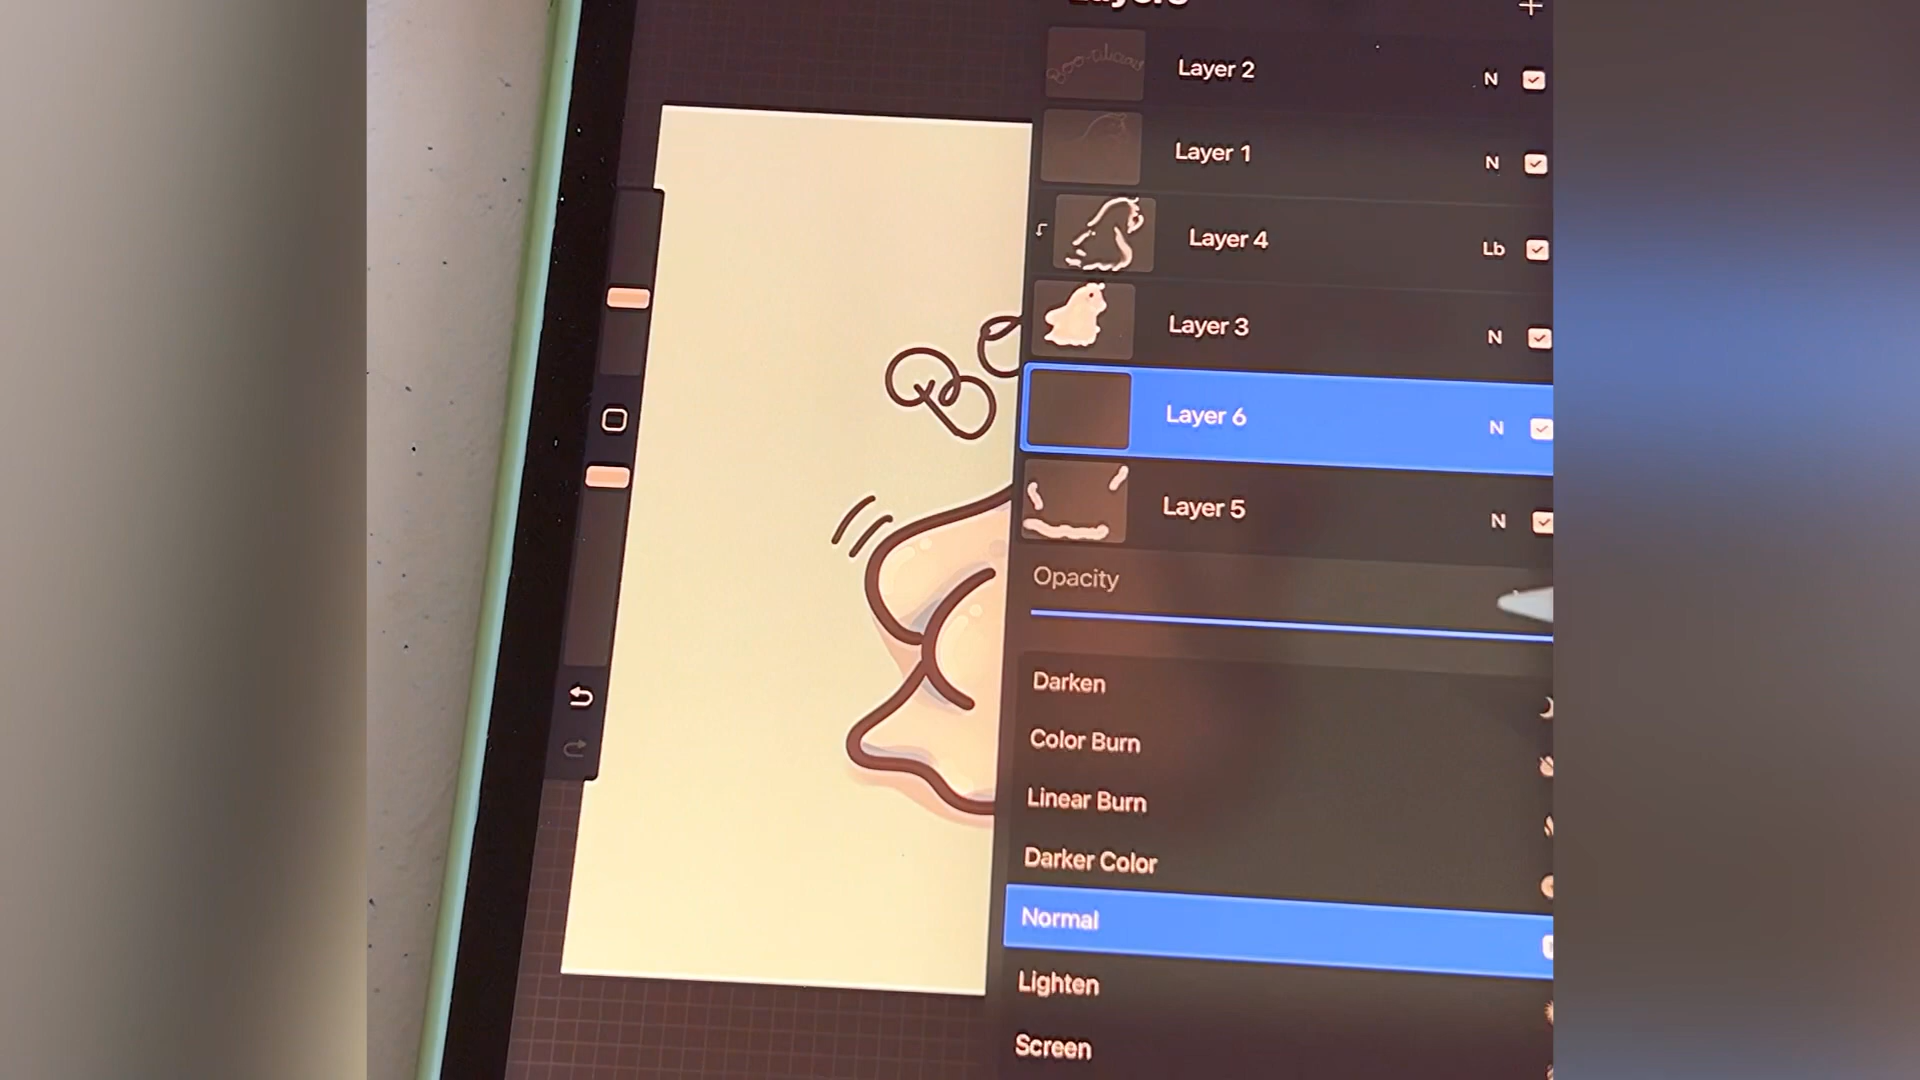 Layers
Layer 2 N
Layer 1 N
Layer 4 Lb
Layer 3 N
Layer 6 N
Layer 5 N
Opacity
Darken
Color Burn
Linear Burn
Darker Color
Normal
Lighten
Screen